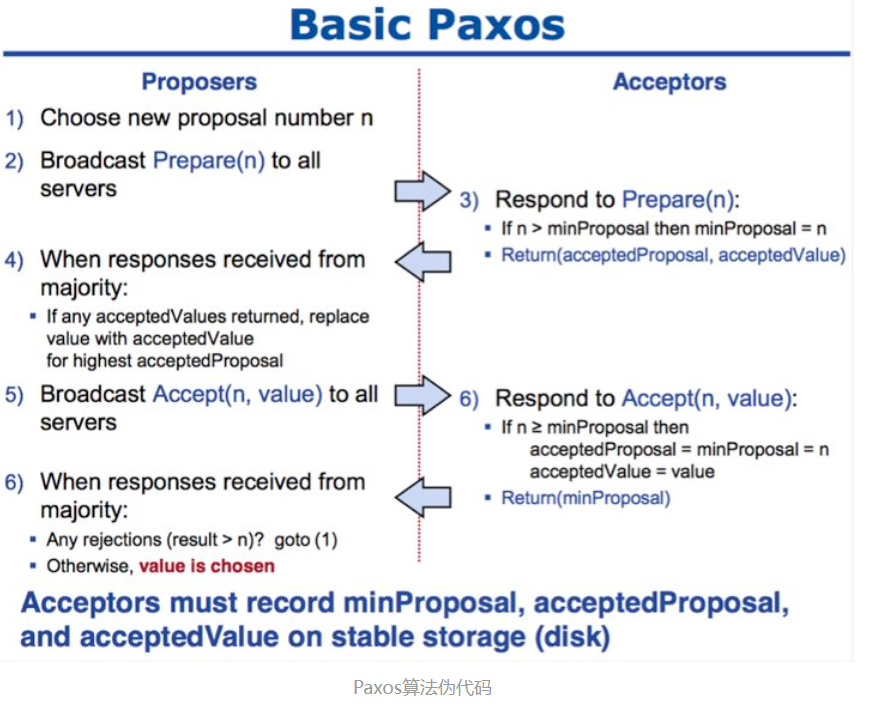 Basic Paxos
Proposers
1) Choose new proposal number n
2) Broadcast Prepare(n) to all
servers
4) When responses received from
majority:
▪ If any acceptedValues returned, replace
value with acceptedValue
for highest acceptedProposal
5) Broadcast Accept(n, value) to all
servers
6) When responses received from
majority:
▪ Any rejections (result > n)? goto (1)
▪ Otherwise, value is chosen
Acceptors
3) Respond to Prepare(n):
▪ If n > minProposal then minProposal = n
▪ Return(acceptedProposal, acceptedValue)
6) Respond to Accept(n, value):
▪ If n ≥ minProposal then
acceptedProposal = minProposal = n
acceptedValue = value
▪ Return(minProposal)
Acceptors must record minProposal, acceptedProposal,
and acceptedValue on stable storage (disk)
Paxos算法伪代码